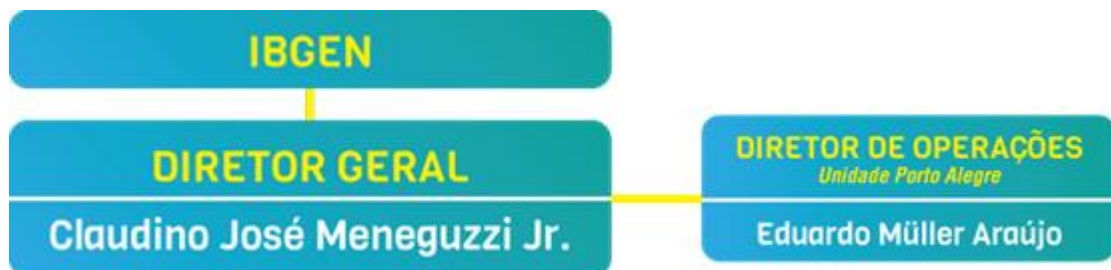 IBGEN
DIRETOR GERAL
Claudino José Meneguzzi Jr.
DIRETOR DE OPERAÇÕES
Unidade Porto Alegre
Eduardo Müller Araújo